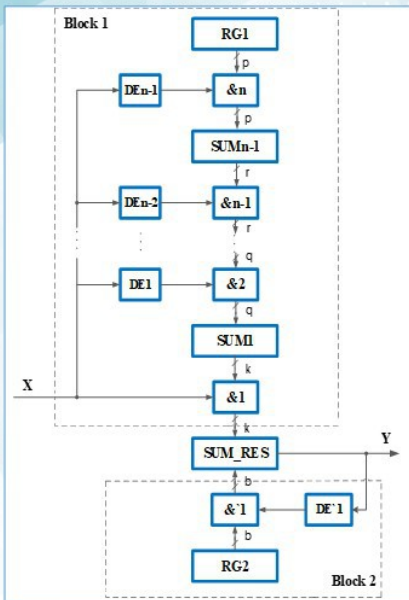 Block 1
RG1
p
DEn-1
&n
p
SUMn-1
r
DEn-2
&n-1
r
q
DE1
&2
q
SUM1
k
X
&1
k
SUM_RES
Y
b
&`1
DE`1
b
RG2
Block 2